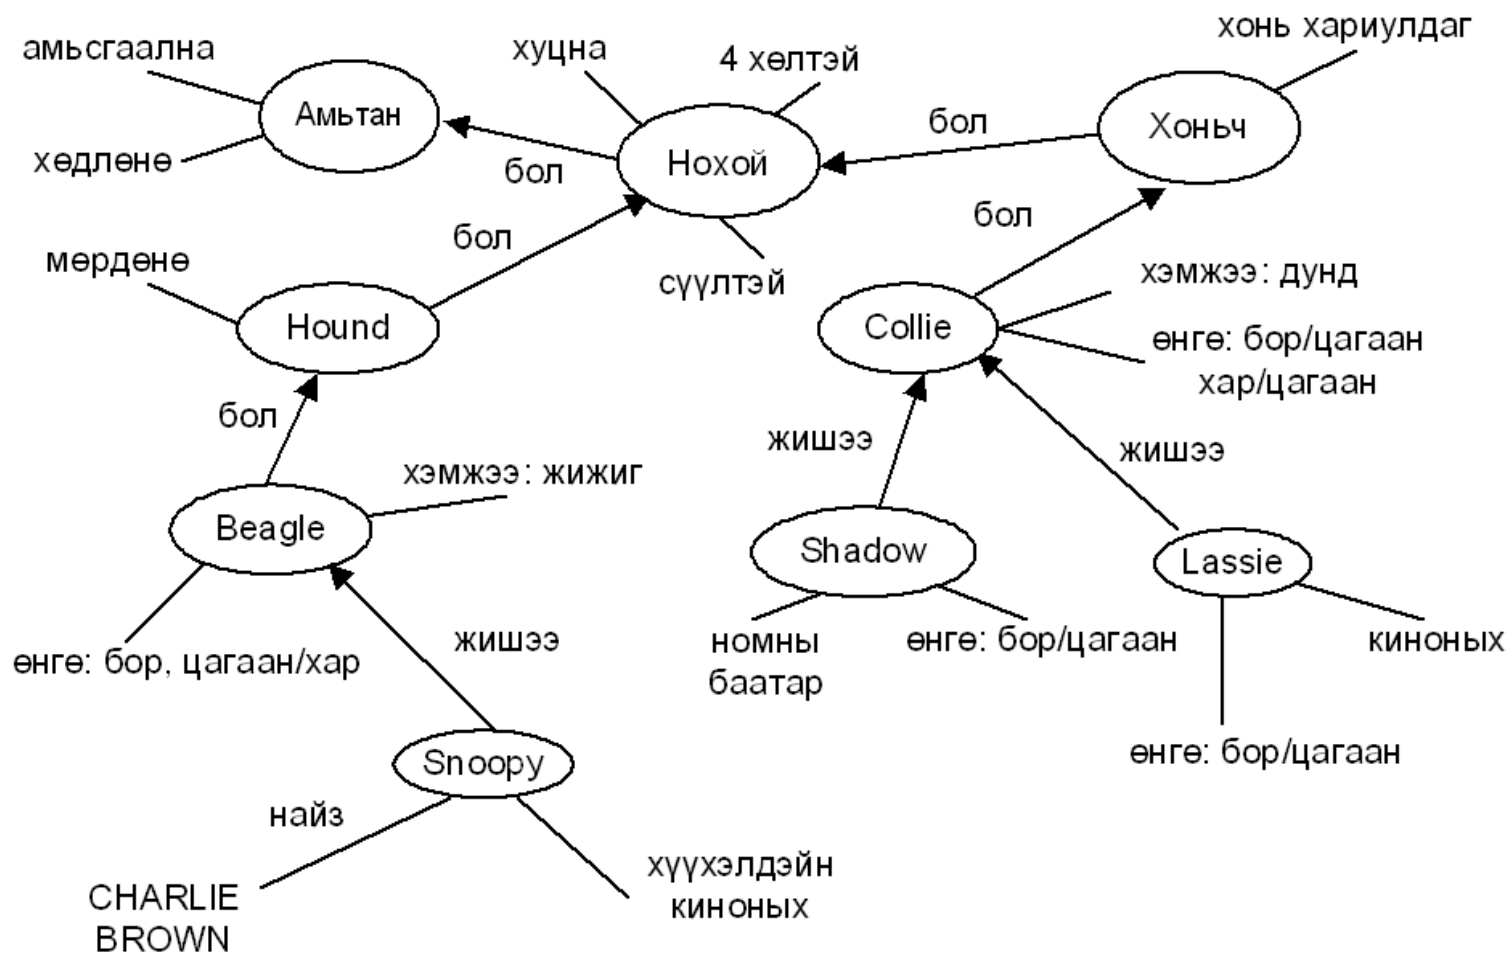 хонь хариулдаг
амьсгаална
хуцна
4 хөлтэй
Амьтан
бол
Хоньч
хөдлөнө
бол
Нохой
бол
бол
мөрдөнө
сүүлтэй
хэмжээ: дунд
Hound
Collie
өнгө: бор/цагаан
хар/цагаан
бол
жишээ
жишээ
хэмжээ: жижиг
Beagle
Shadow
Lassie
жишээ
номны
баатар
өнгө: бор/цагаан
киноных
өнгө: бор, цагаан/хар
Snoopy
өнгө: бор/цагаан
найз
CHARLIE
BROWN
хүүхэлдэйн
киноных